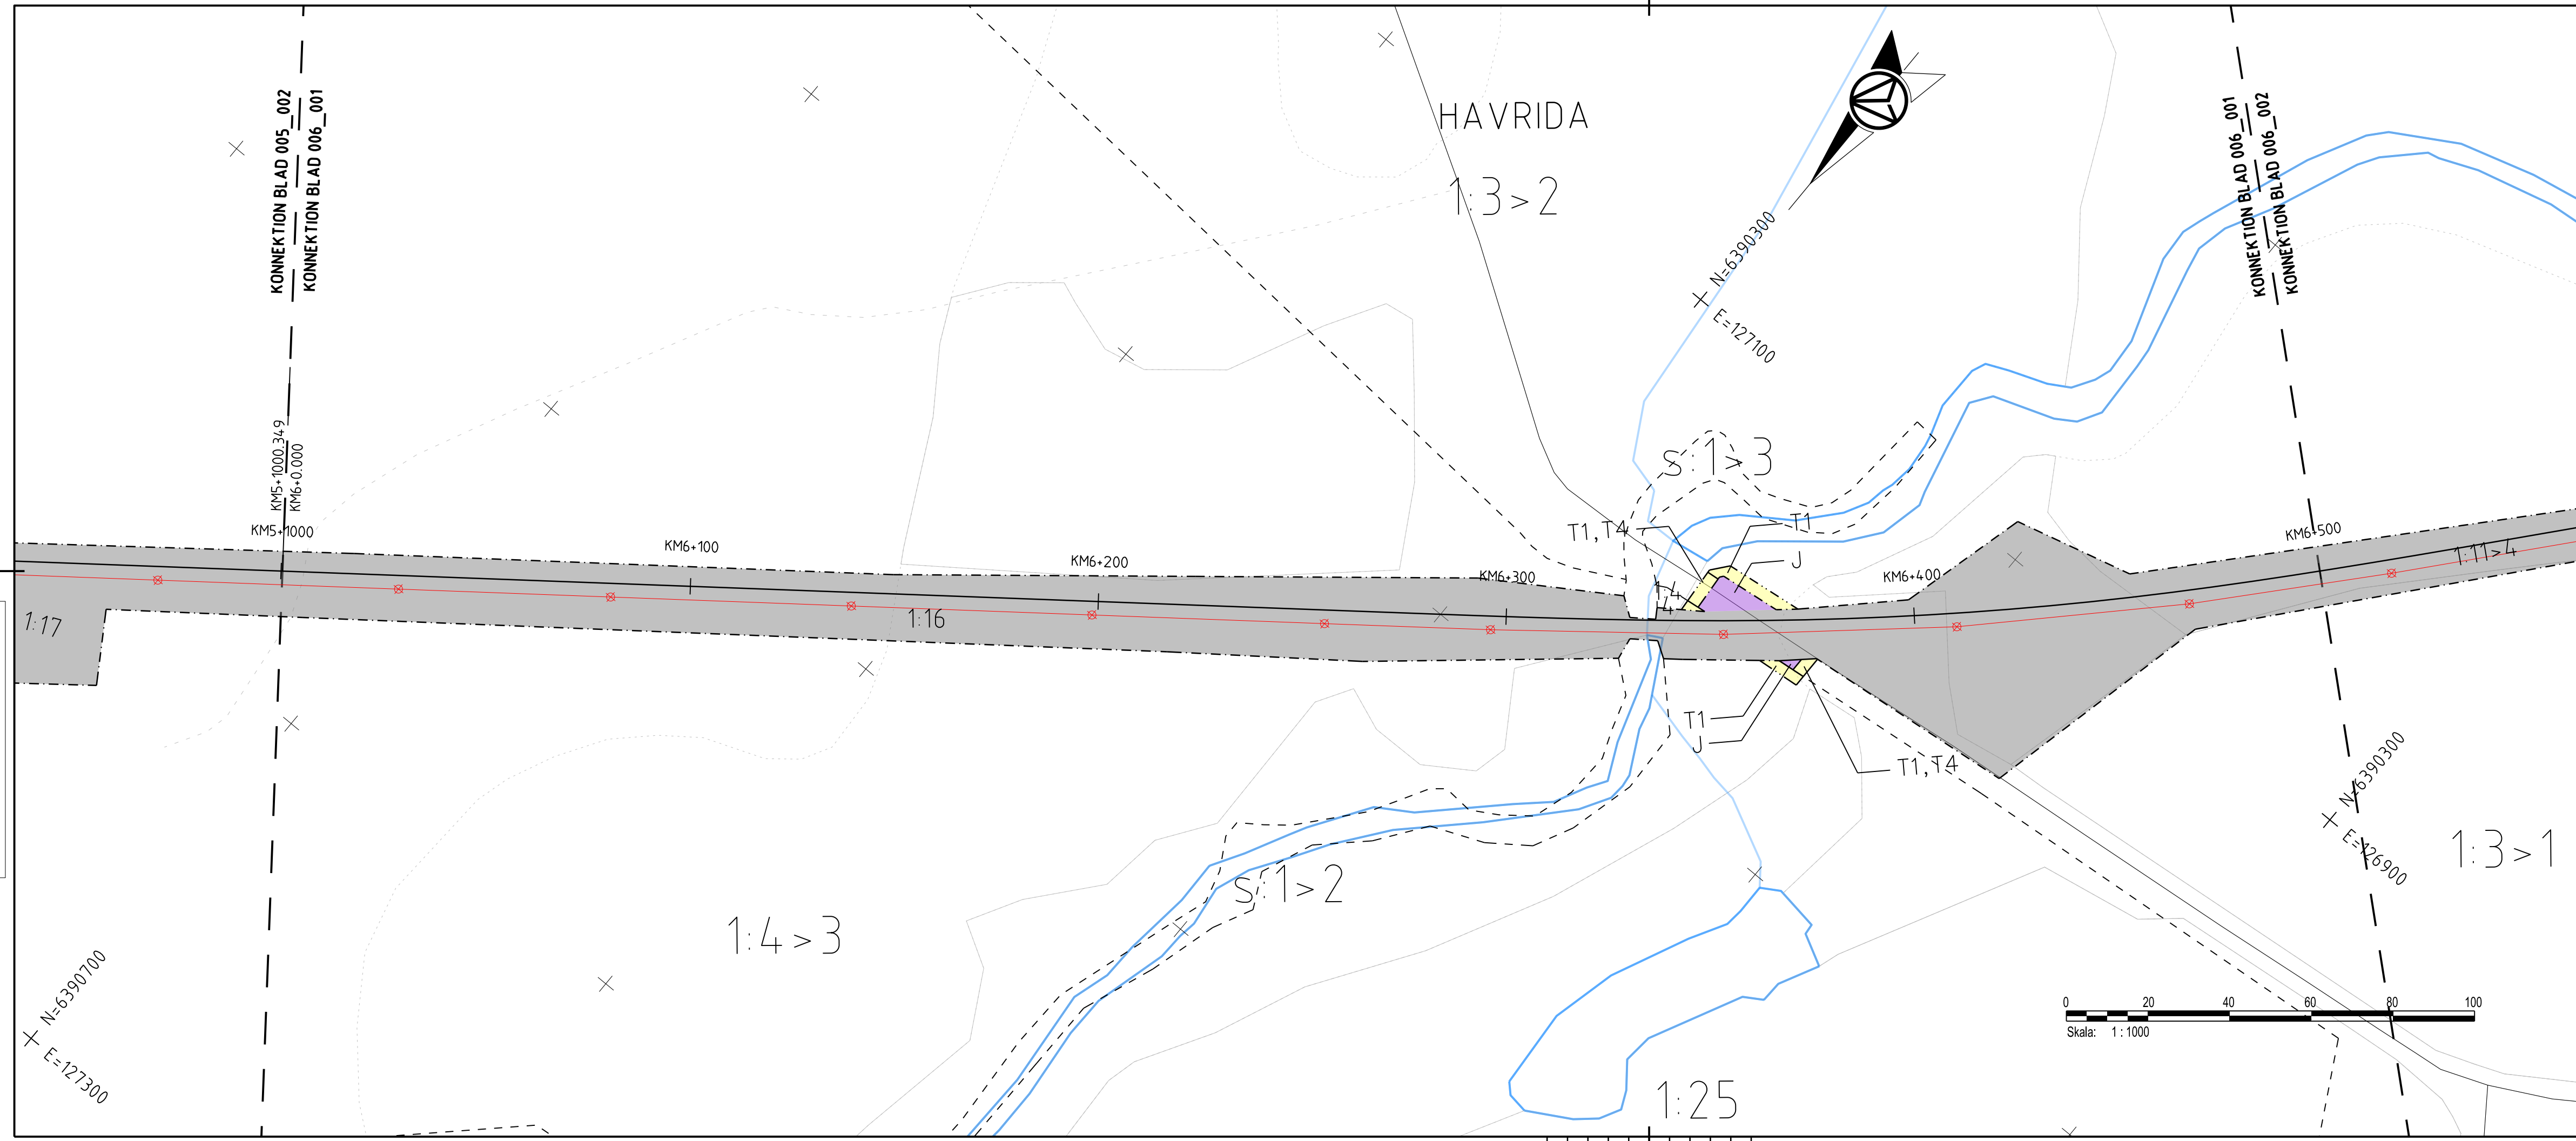 KONNEKTION BLAD 005_002
KONNEKTION BLAD 006_001
HAVRIDA
1:3>2
KONNEKTION BLAD 006_001
KONNEKTION BLAD 006_002
N=6390300
E=127100
KM5+1000.349
KM6+0.000
S:1>3
KM5+1000
KM6+100
KM6+200
KM6+300
KM6+400
KM6+500
T1,T4
T1
J
1:11>4
1:4
1:17
1:16
T1
J
T1,T4
N=6390300
E=126900
1:3>1
S:1>2
1:4>3
N=6390700
E=127300
0 20 40 60 80 100
Skala: 1:1000
1:25